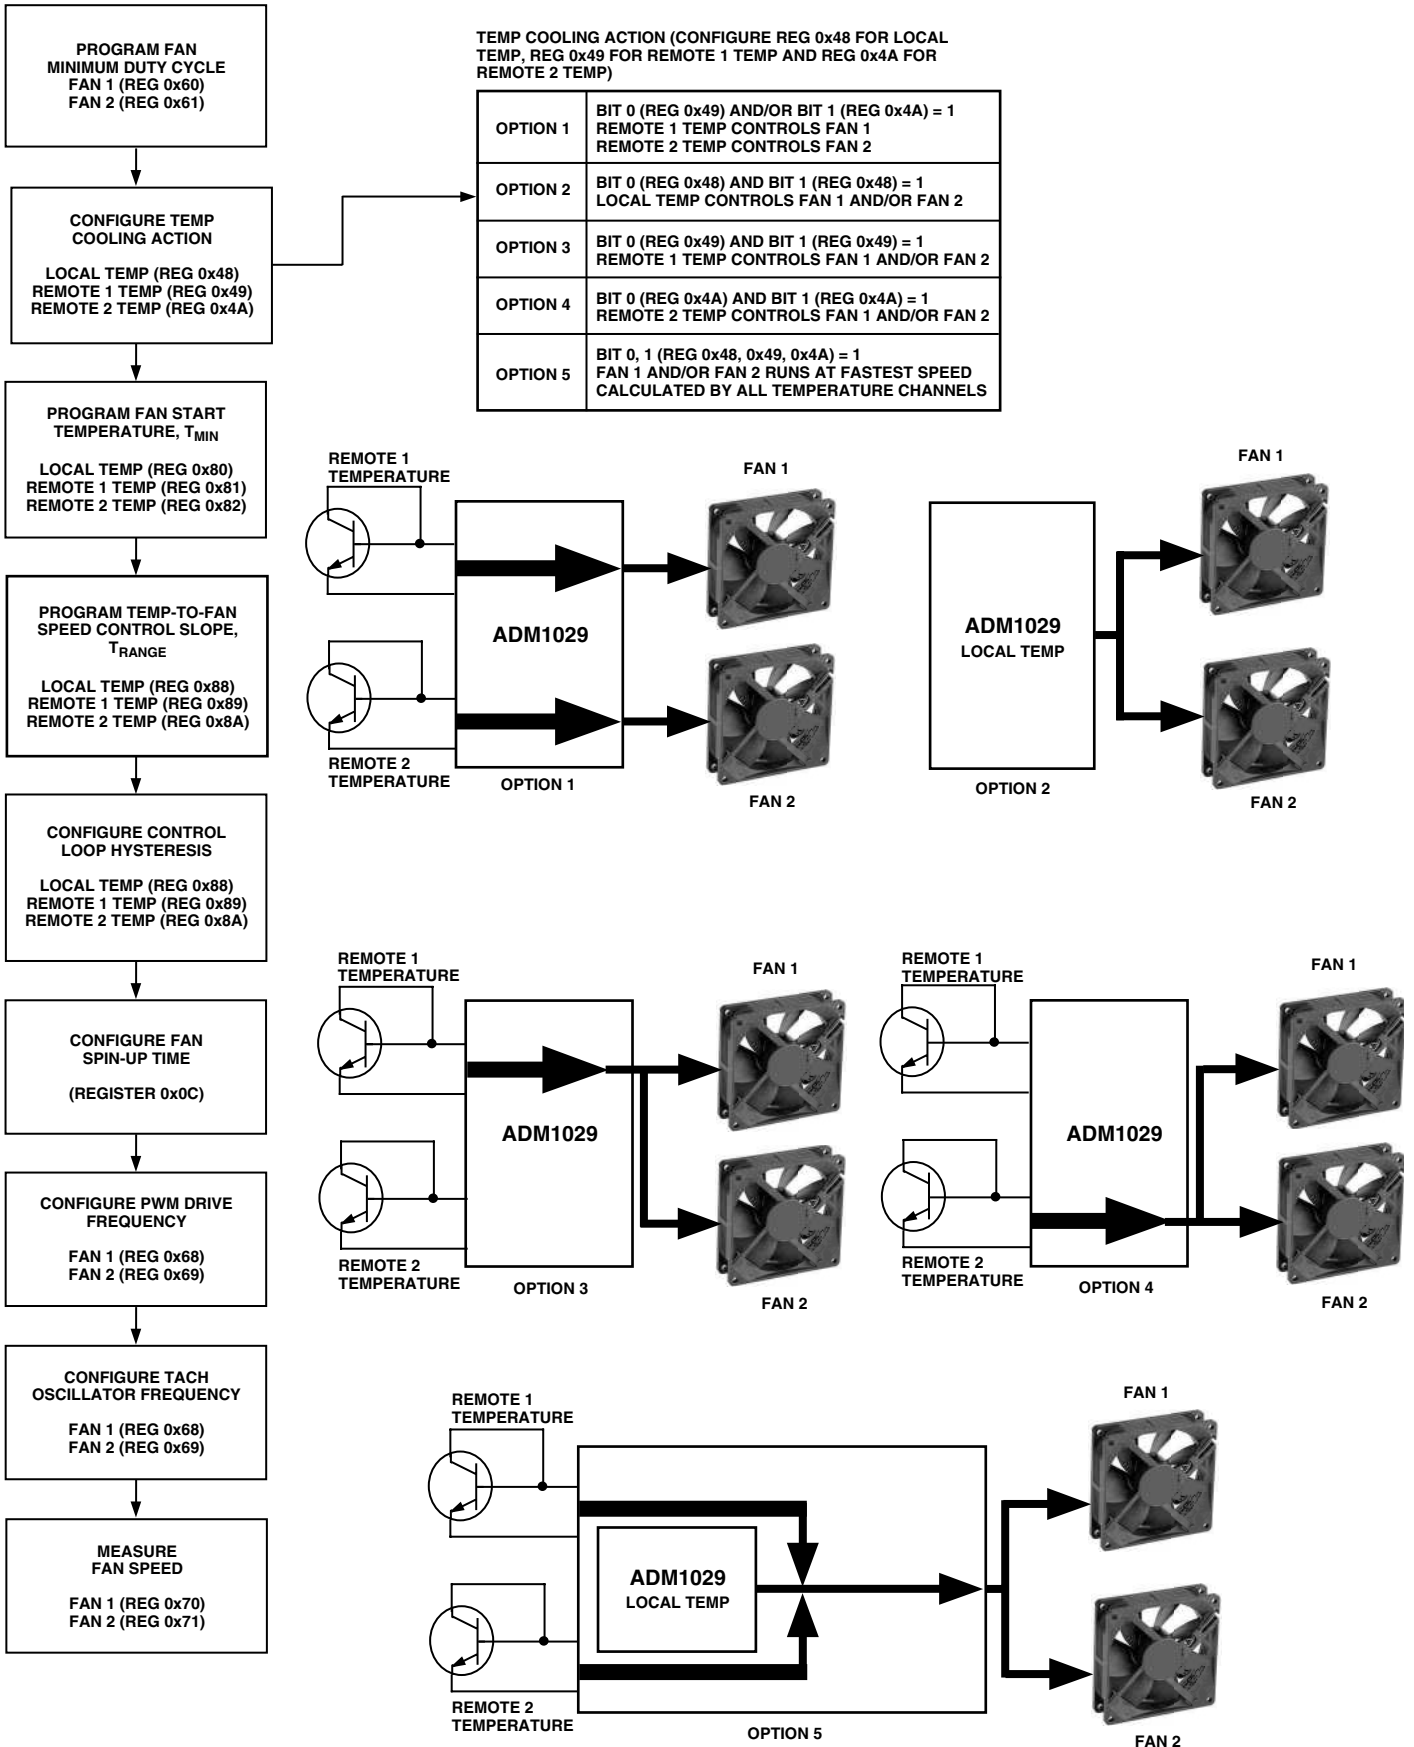 PROGRAM FAN
MINIMUM DUTY CYCLE
FAN 1 (REG 0x60)
FAN 2 (REG 0x61)
CONFIGURE TEMP
COOLING ACTION
LOCAL TEMP (REG 0x48)
REMOTE 1 TEMP (REG 0x49)
REMOTE 2 TEMP (REG 0x4A)
PROGRAM FAN START
TEMPERATURE, TMIN
LOCAL TEMP (REG 0x80)
REMOTE 1 TEMP (REG 0x81)
REMOTE 2 TEMP (REG 0x82)
PROGRAM TEMP-TO-FAN
SPEED CONTROL SLOPE,
TRANGE
LOCAL TEMP (REG 0x88)
REMOTE 1 TEMP (REG 0x89)
REMOTE 2 TEMP (REG 0x8A)
CONFIGURE CONTROL
LOOP HYSTERESIS
LOCAL TEMP (REG 0x88)
REMOTE 1 TEMP (REG 0x89)
REMOTE 2 TEMP (REG 0x8A)
CONFIGURE FAN
SPIN-UP TIME
(REGISTER 0x0C)
CONFIGURE PWM DRIVE
FREQUENCY
FAN 1 (REG 0x68)
FAN 2 (REG 0x69)
CONFIGURE TACH
OSCILLATOR FREQUENCY
FAN 1 (REG 0x68)
FAN 2 (REG 0x69)
MEASURE
FAN SPEED
FAN 1 (REG 0x70)
FAN 2 (REG 0x71)
TEMP COOLING ACTION (CONFIGURE REG 0x48 FOR LOCAL
TEMP, REG 0x49 FOR REMOTE 1 TEMP AND REG 0x4A FOR
REMOTE 2 TEMP)
OPTION 1
BIT 0 (REG 0x49) AND/OR BIT 1 (REG 0x4A) = 1
REMOTE 1 TEMP CONTROLS FAN 1
REMOTE 2 TEMP CONTROLS FAN 2
OPTION 2
BIT 0 (REG 0x48) AND BIT 1 (REG 0x48) = 1
LOCAL TEMP CONTROLS FAN 1 AND/OR FAN 2
OPTION 3
BIT 0 (REG 0x49) AND BIT 1 (REG 0x49) = 1
REMOTE 1 TEMP CONTROLS FAN 1 AND/OR FAN 2
OPTION 4
BIT 0 (REG 0x4A) AND BIT 1 (REG 0x4A) = 1
REMOTE 2 TEMP CONTROLS FAN 1 AND/OR FAN 2
OPTION 5
BIT 0, 1 (REG 0x48, 0x49, 0x4A) = 1
FAN 1 AND/OR FAN 2 RUNS AT FASTEST SPEED
CALCULATED BY ALL TEMPERATURE CHANNELS
REMOTE 1
TEMPERATURE
FAN 1
ADM1029
REMOTE 2
TEMPERATURE
OPTION 1
FAN 2
FAN 1
ADM1029
LOCAL TEMP
OPTION 2
FAN 2
REMOTE 1
TEMPERATURE
FAN 1
ADM1029
REMOTE 2
TEMPERATURE
OPTION 3
FAN 2
REMOTE 1
TEMPERATURE
FAN 1
ADM1029
REMOTE 2
TEMPERATURE
OPTION 4
FAN 2
REMOTE 1
TEMPERATURE
FAN 1
ADM1029
LOCAL TEMP
REMOTE 2
TEMPERATURE
OPTION 5
FAN 2